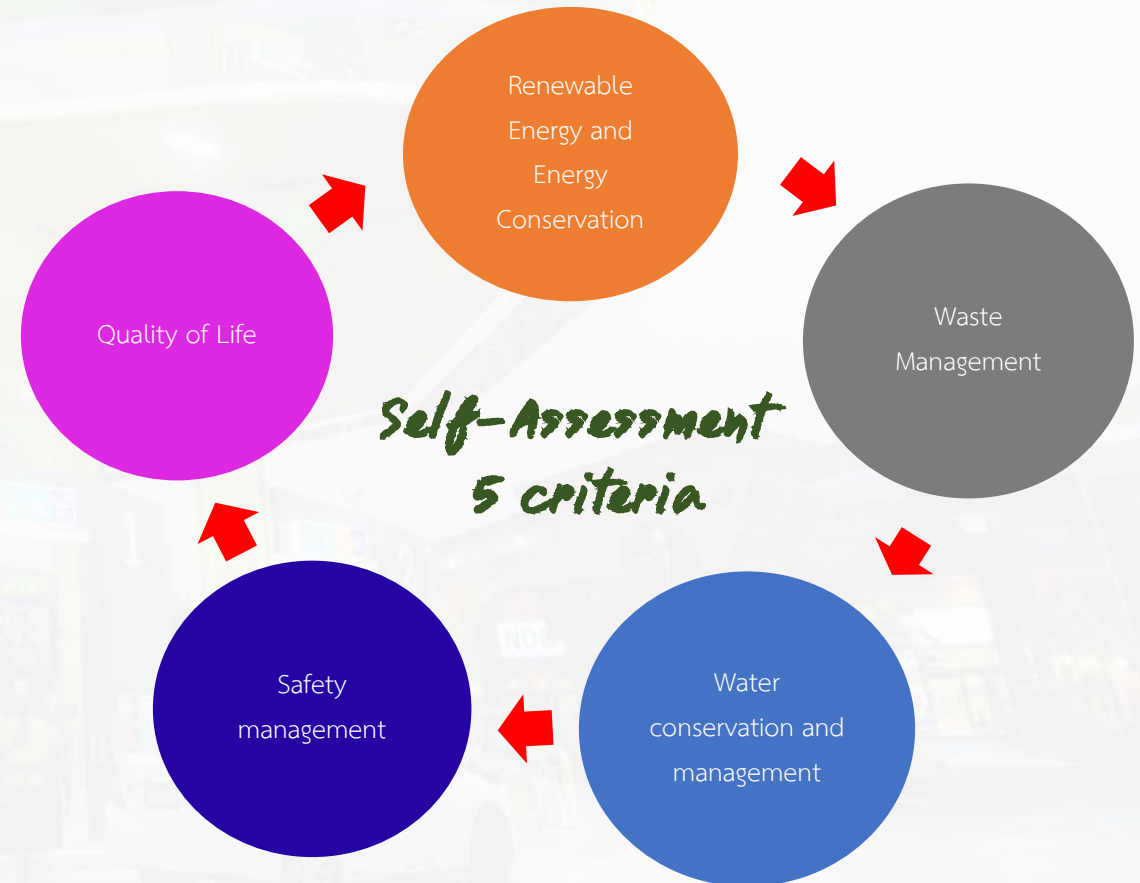 Renewable
Energy and
Energy
Conservation
Waste
Management
Water
conservation and
management
Safety
management
Quality of Life
Self-Assessment
5 criteria